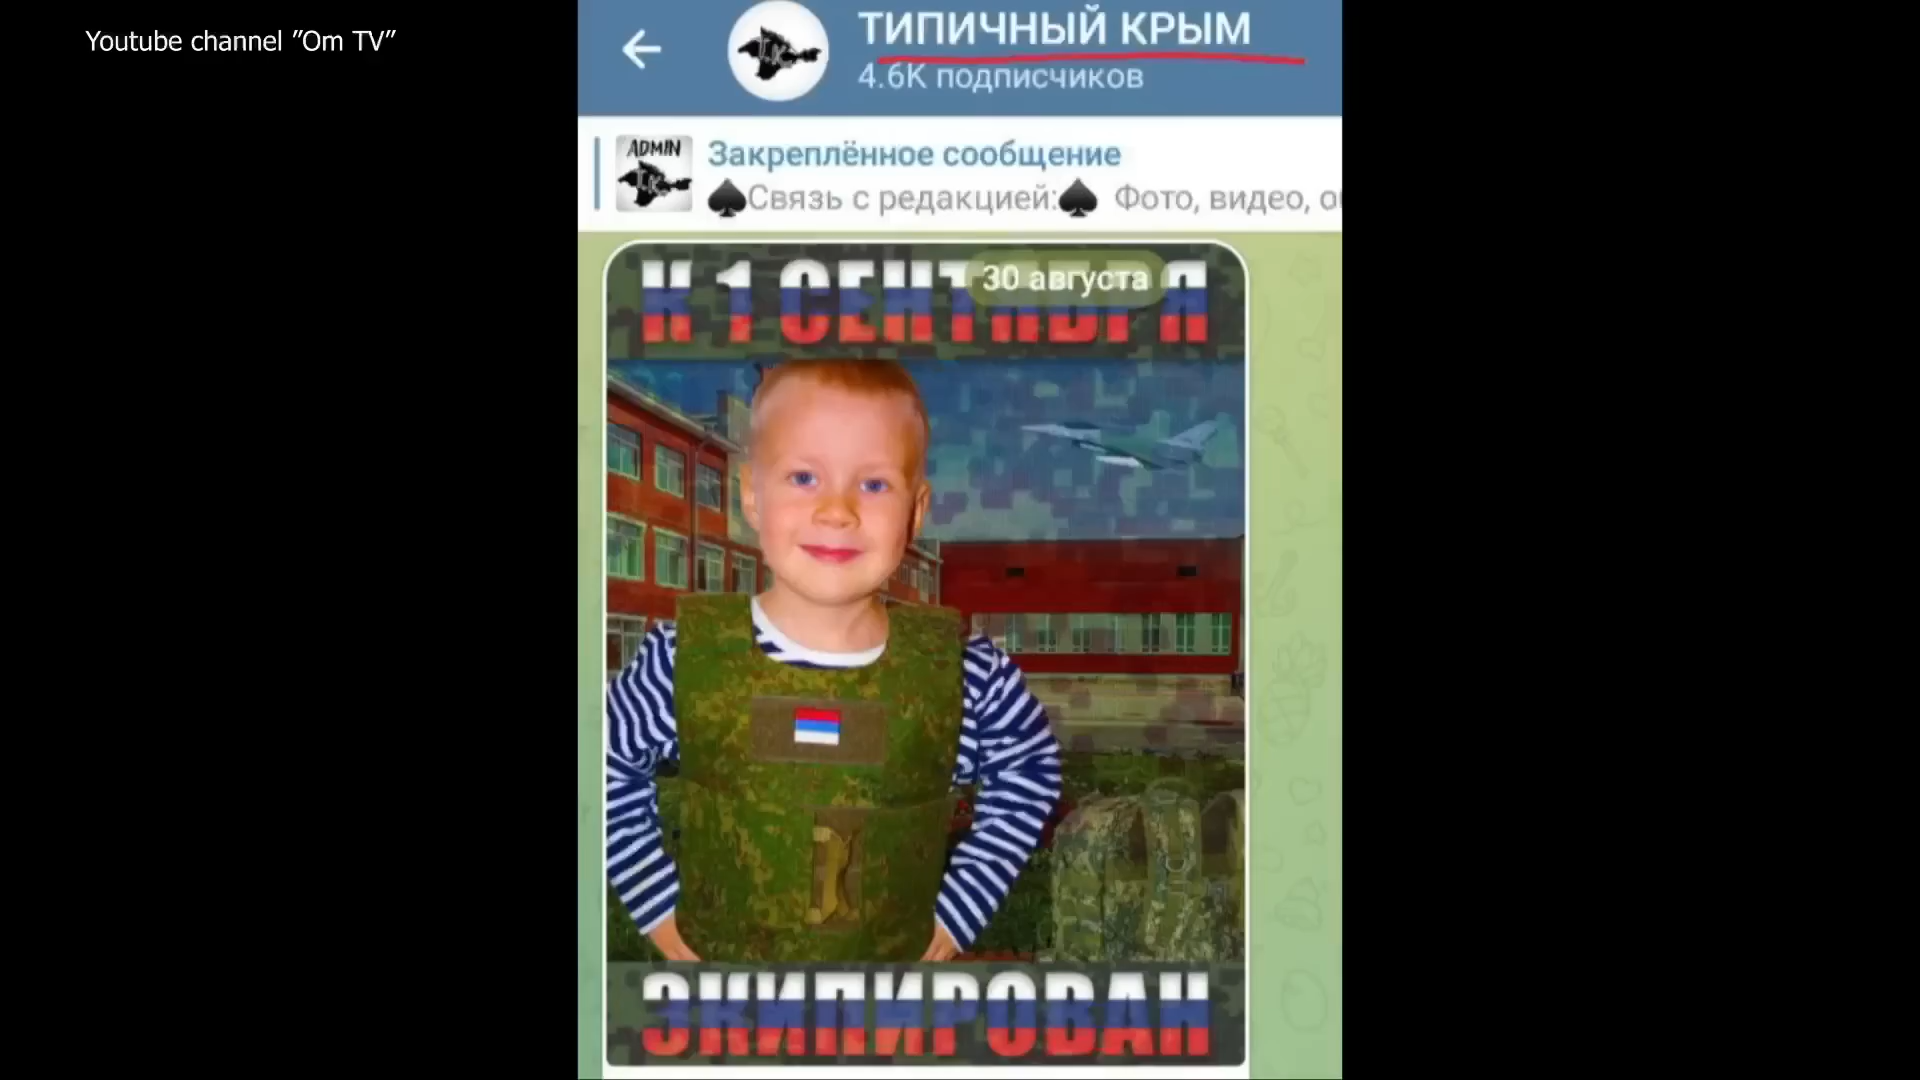 Youtube channel "Om TV"
ТИПИЧНЫЙ КРЫМ
4.6K подписчиков
ADMIN
Т.К.
Закреплённое сообщение
♠Связь с редакцией:♠ Фото, видео, о
30 августа
К 1 СЕНТЯБРЯ
ЭКИПИРОВАН